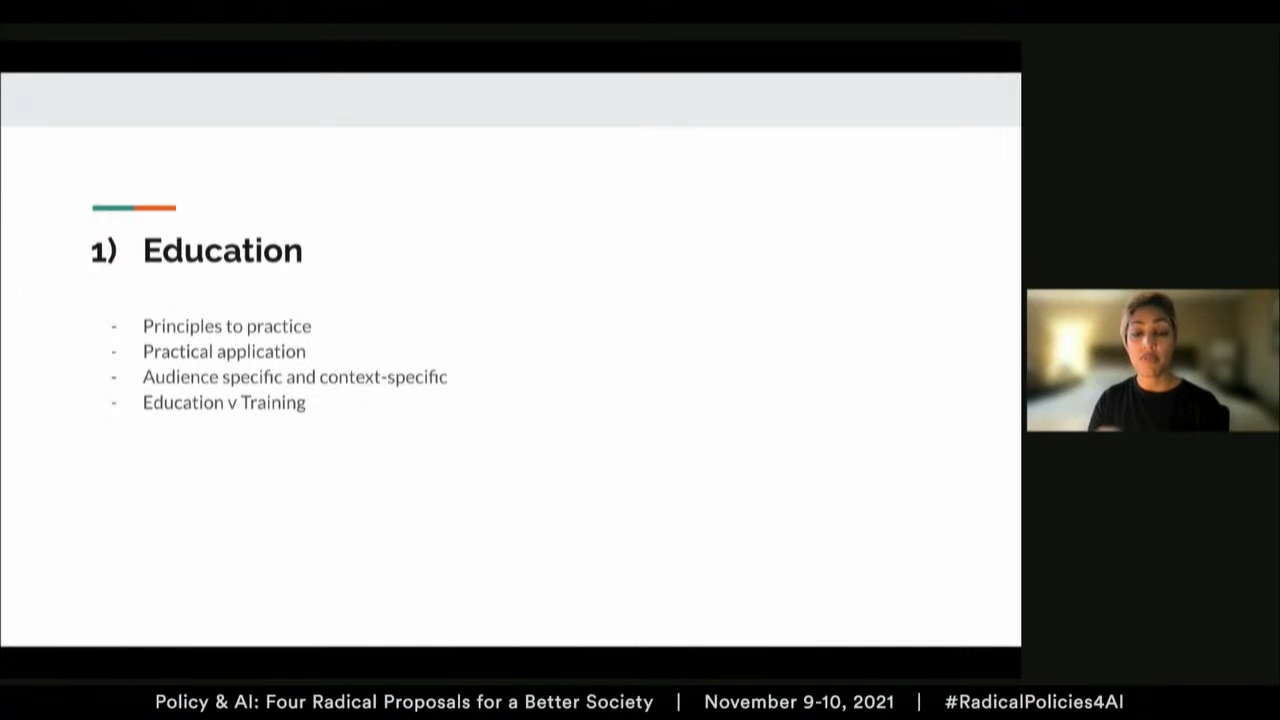 1) Education
- Principles to practice
- Practical application
- Audience specific and context-specific
- Education v Training
Policy & AI: Four Radical Proposals for a Better Society | November 9-10, 2021 | #RadicalPolicies4AI